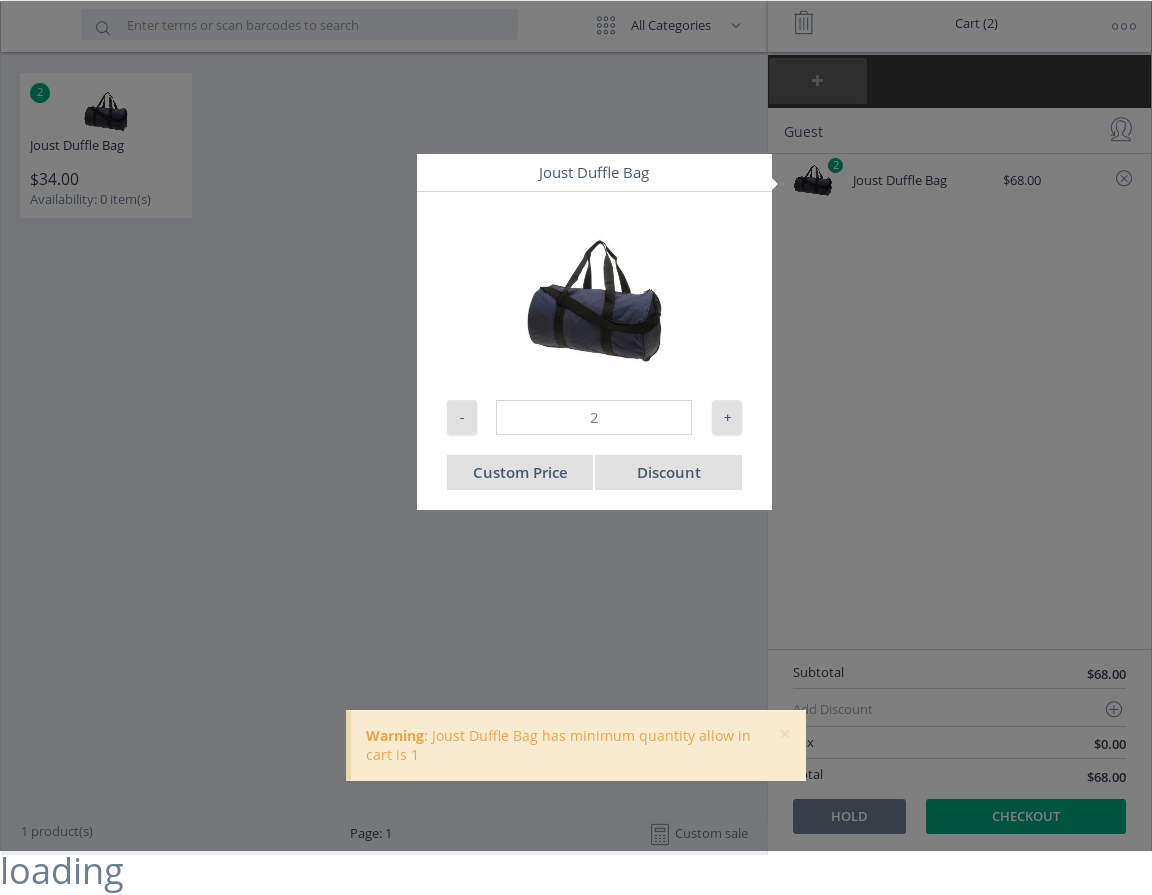 Enter terms or scan barcodes to search
All Categories
Cart (2)
+
2
Joust Duffle Bag
$34.00
Availability: 0 item(s)
Guest
2
Joust Duffle Bag
$68.00
Joust Duffle Bag
-
2
+
Custom Price
Discount
Subtotal
$68.00
Add Discount
x
$0.00
otal
$68.00
Warning: Joust Duffle Bag has minimum quantity allow in
cart is 1
×
HOLD
CHECKOUT
1 product(s)
Page: 1
Custom sale
loading